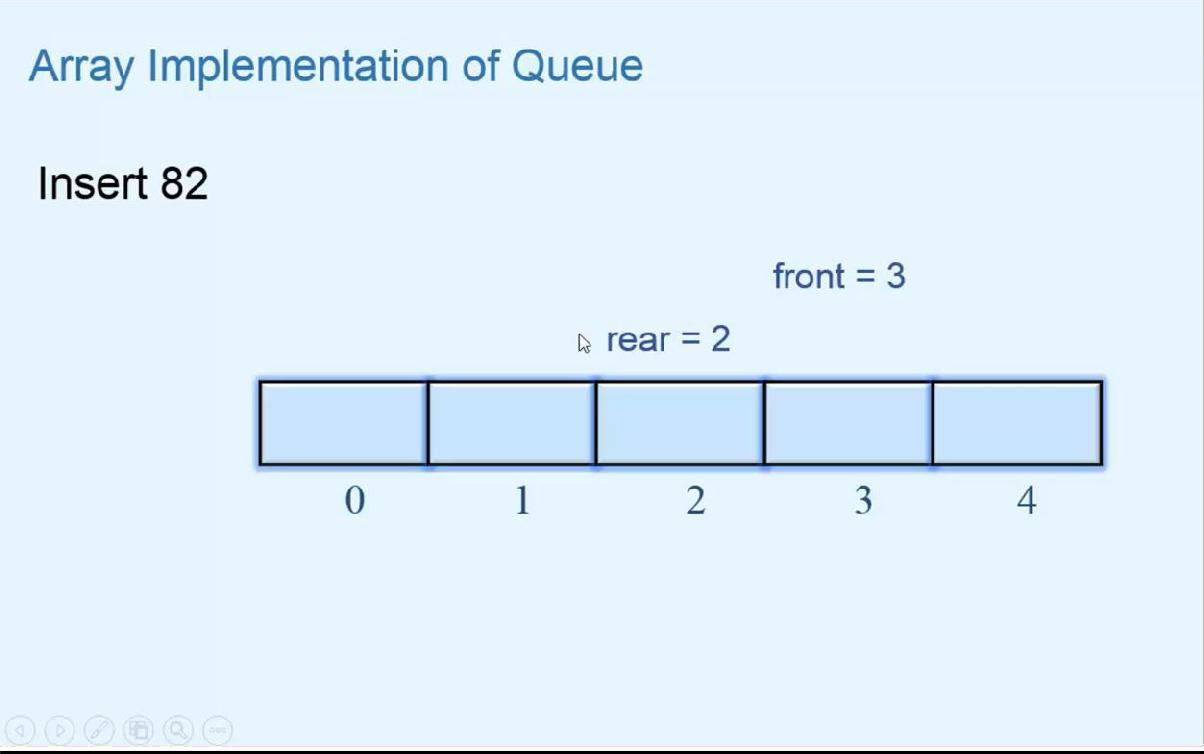 Array Implementation of Queue
Insert 82
front = 3
rear = 2
0 1 2 3 4